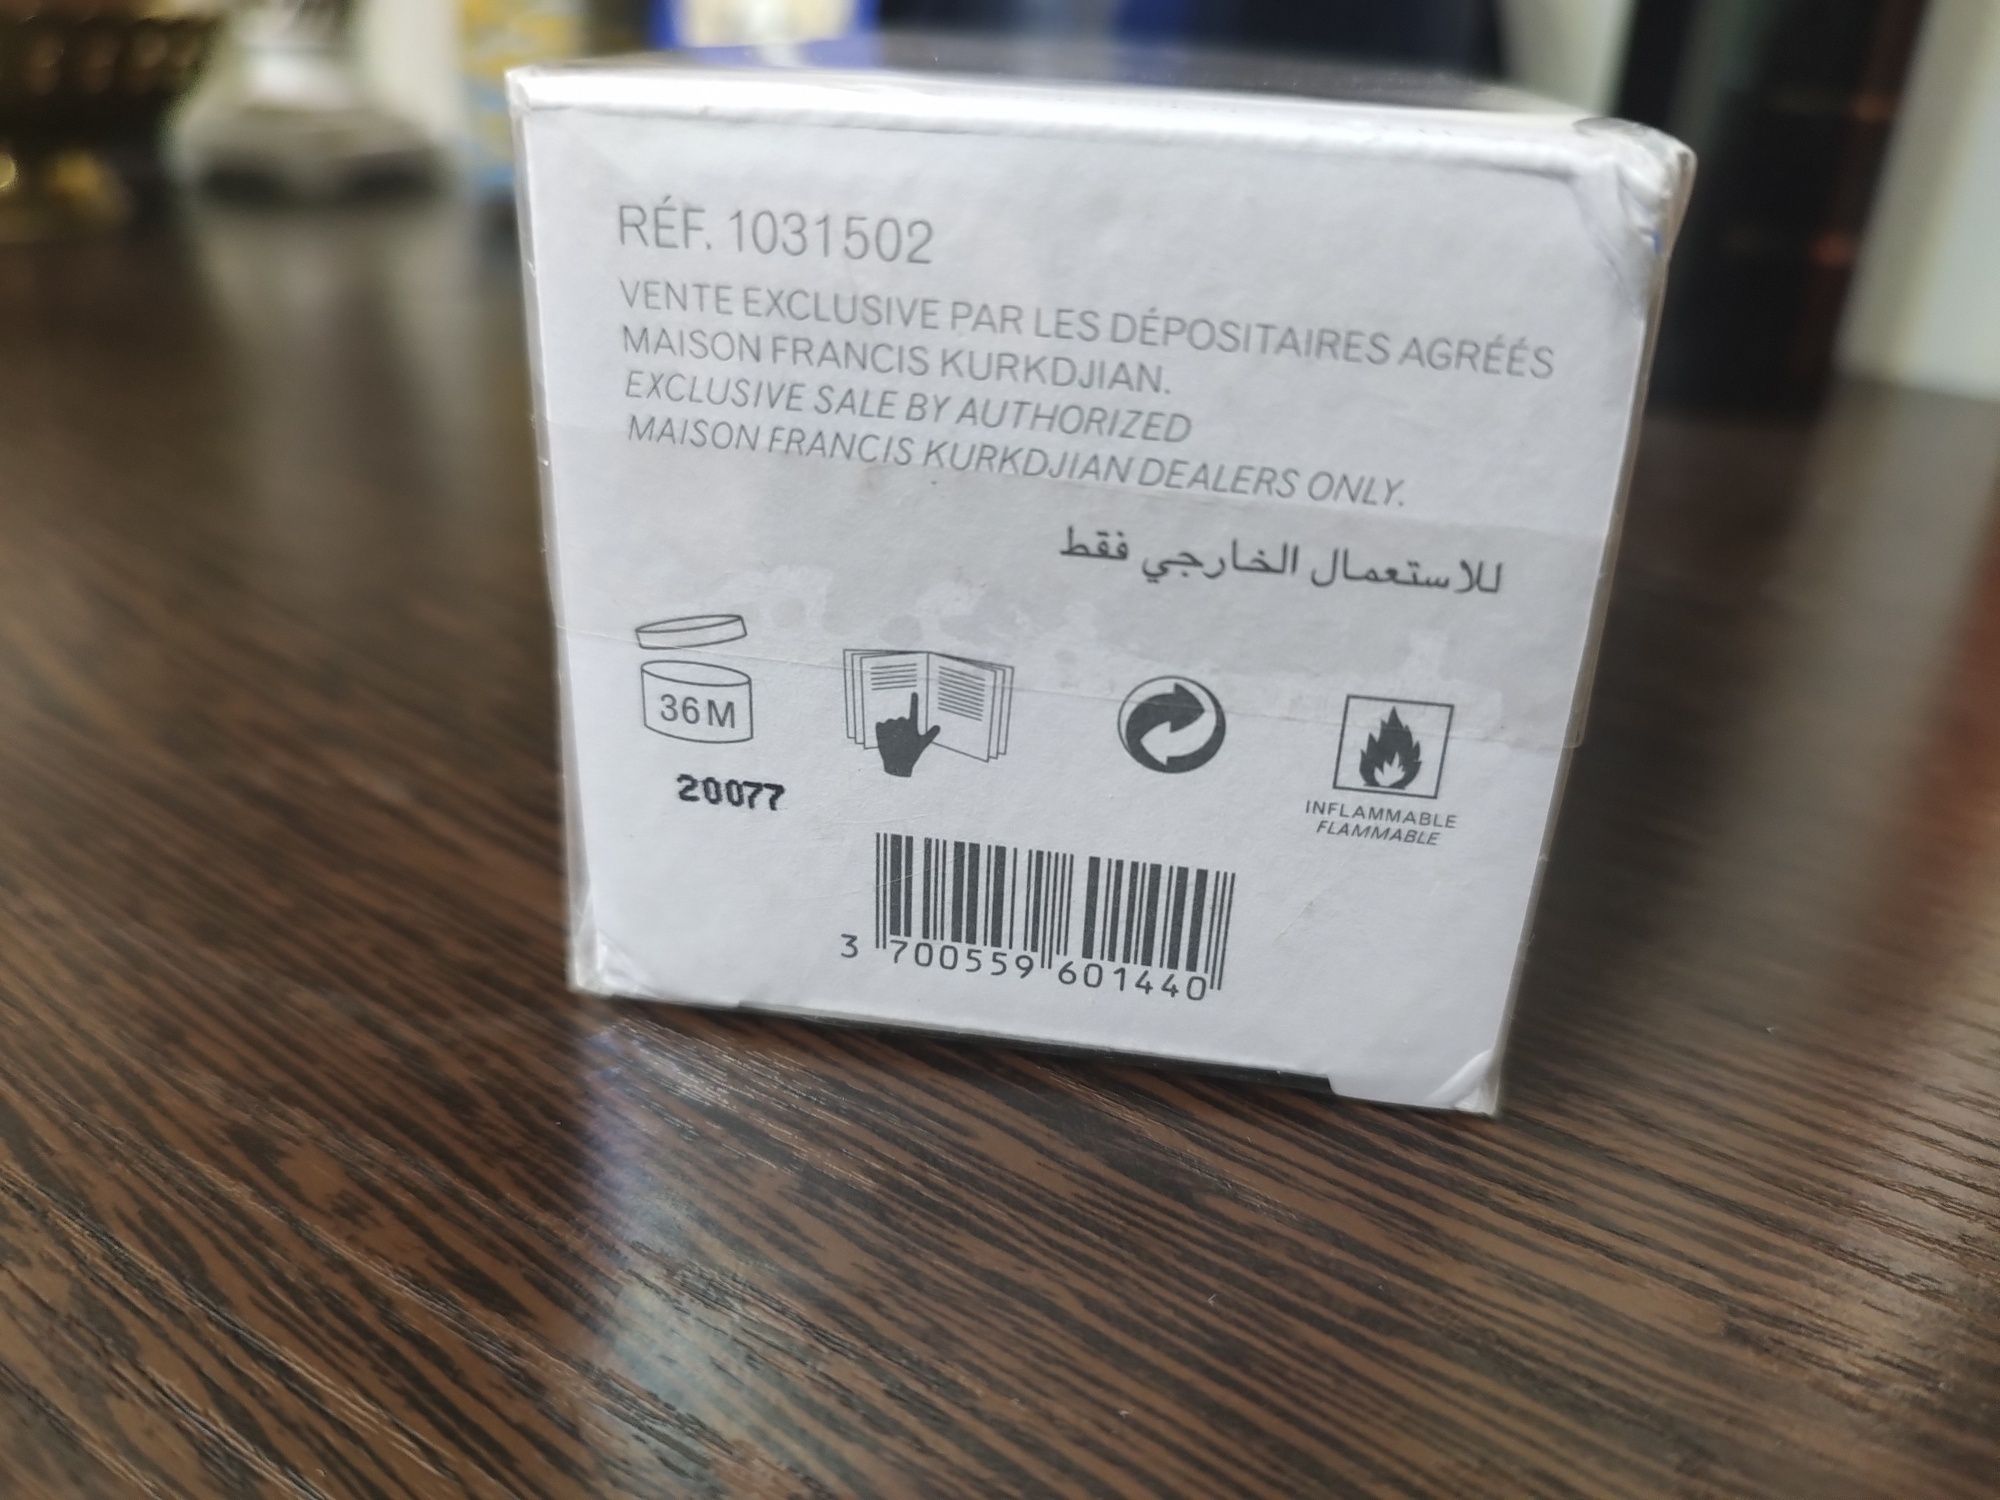 RÉF. 1031502
VENTE EXCLUSIVE PAR LES DÉPOSITAIRES AGRÉÉS
MAISON FRANCIS KURKDJIAN.
EXCLUSIVE SALE BY AUTHORIZED
MAISON FRANCIS KURKDJIAN DEALERS ONLY.
للاستعمال الخارجي فقط
36M
20077
INFLAMMABLE
FLAMMABLE
3 700559 601440